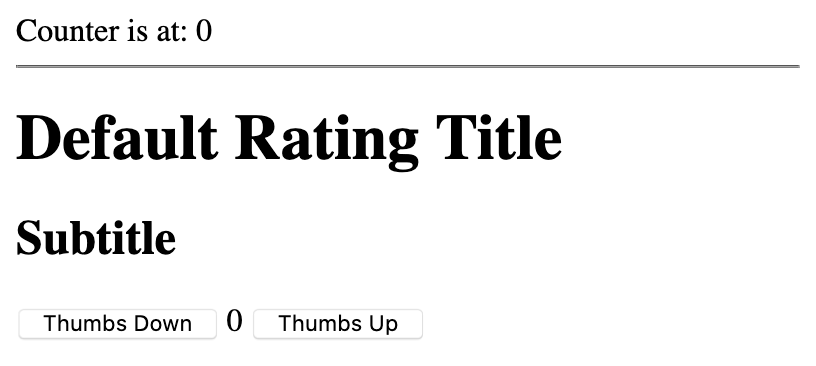 Counter is at: 0
Default Rating Title
Subtitle
Thumbs Down 0 Thumbs Up